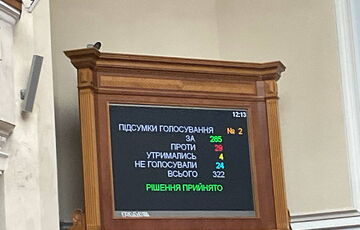 12:13
ПІДСУМКИ ГОЛОСУВАННЯ № 2
ЗА 265
ПРОТИ 29
УТРИМАЛИСЬ 4
НЕ ГОЛОСУВАЛИ 24
ВСЬОГО 322
РІШЕННЯ ПРИЙНЯТО